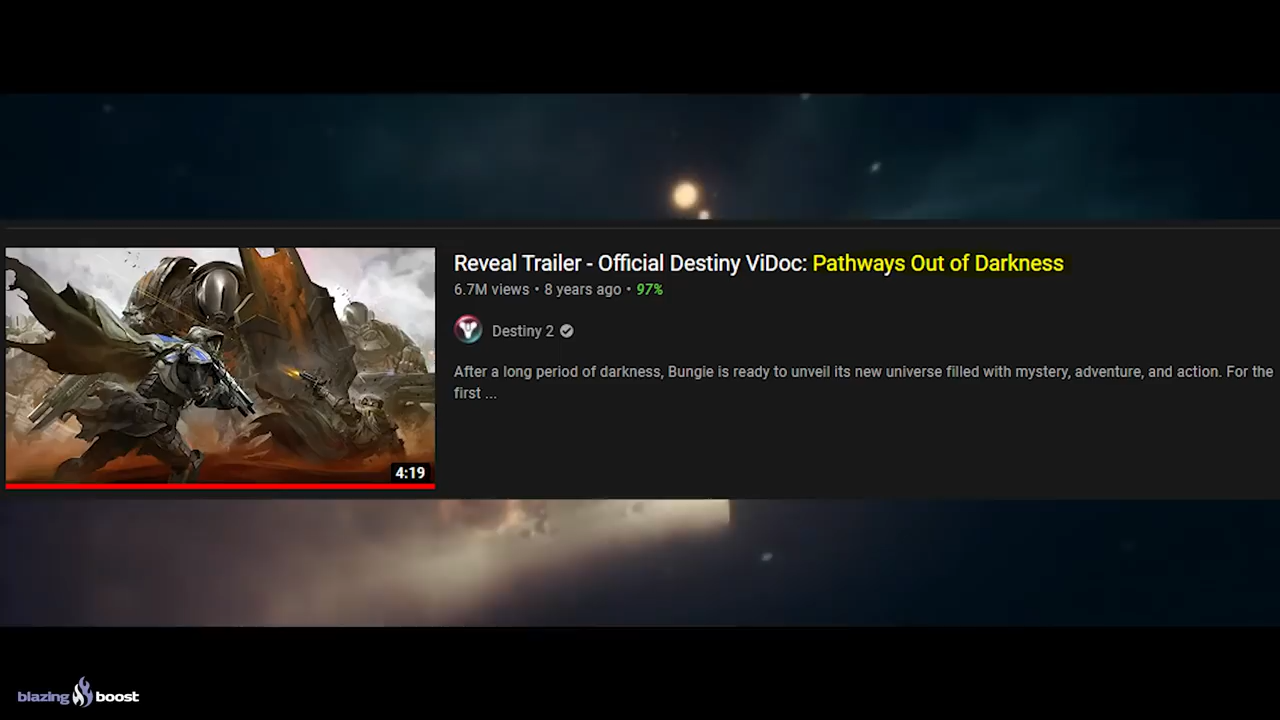 Reveal Trailer - Official Destiny ViDoc: Pathways Out of Darkness
6.7M views • 8 years ago • 97%
Destiny 2
After a long period of darkness, Bungie is ready to unveil its new universe filled with mystery, adventure, and action. For the
first ...
4:19
blazing boost